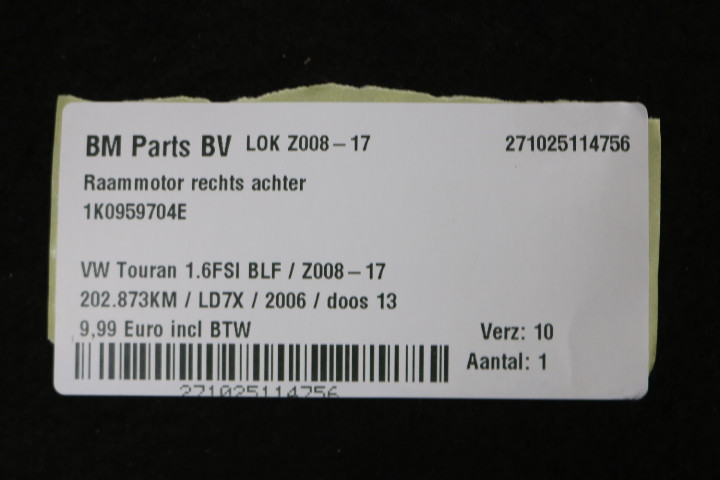 BM Parts BV LOK Z008-17 271025114756
Raammotor rechts achter
1K0959704E
VW Touran 1.6FSI BLF / Z008-17
202.873KM / LD7X / 2006 / doos 13
9,99 Euro incl BTW Verz: 10
Aantal: 1
271025114756